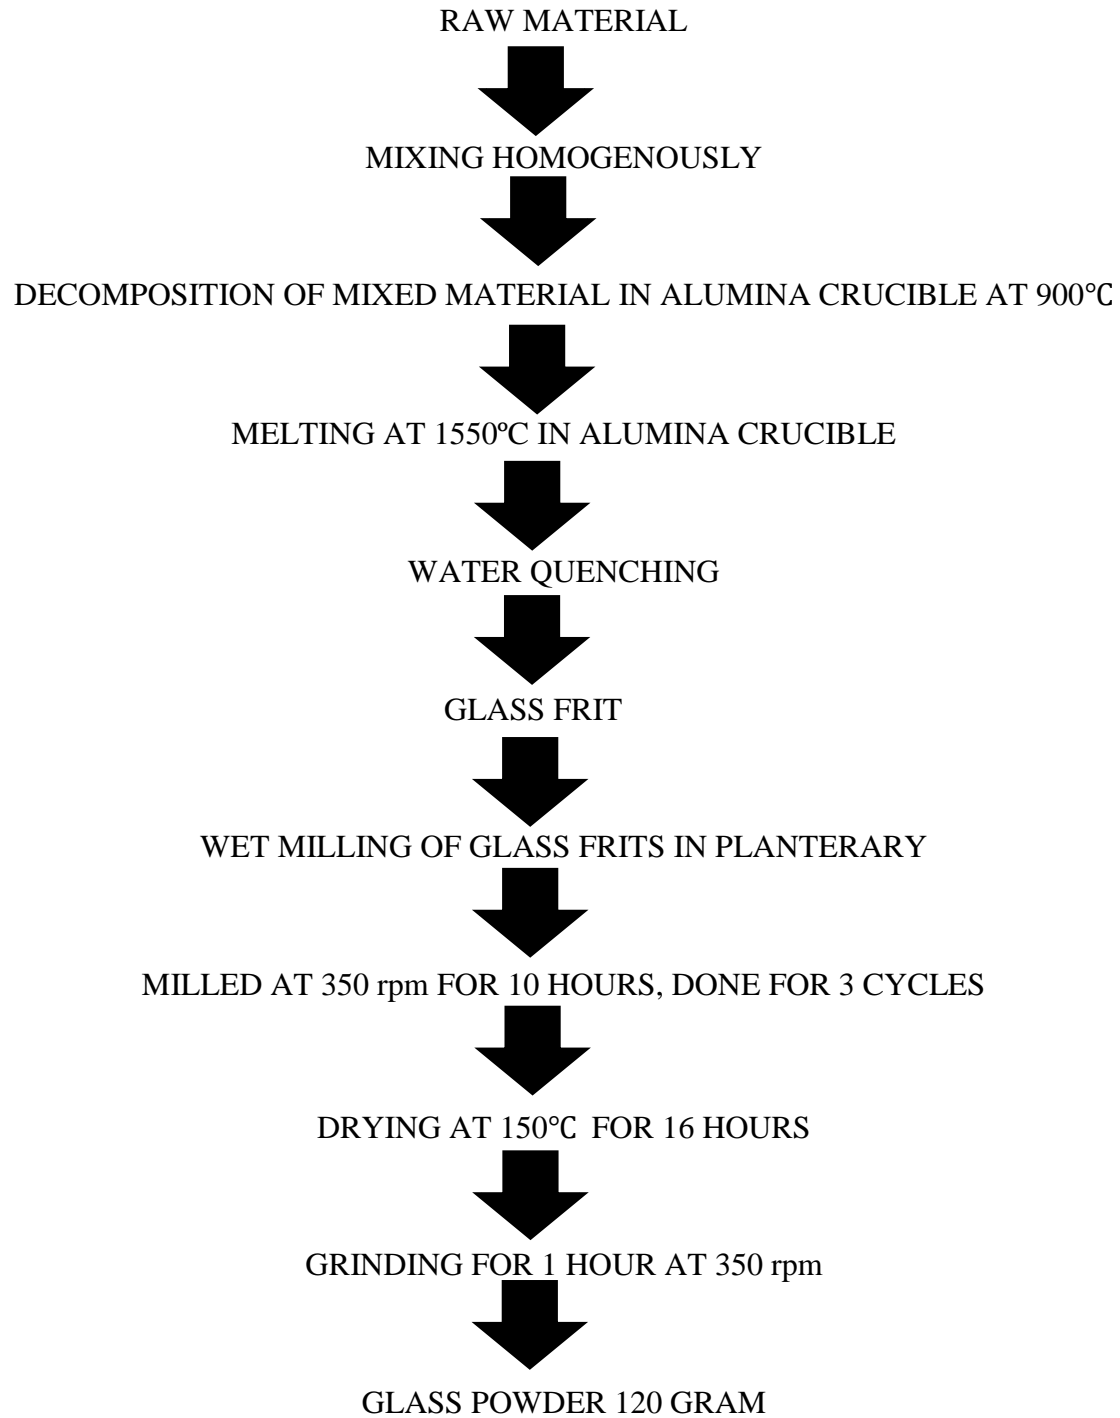 RAW MATERIAL
MIXING HOMOGENOUSLY
DECOMPOSITION OF MIXED MATERIAL IN ALUMINA CRUCIBLE AT 900℃
MELTING AT 1550ºC IN ALUMINA CRUCIBLE
WATER QUENCHING
GLASS FRIT
WET MILLING OF GLASS FRITS IN PLANTERARY
MILLED AT 350 rpm FOR 10 HOURS, DONE FOR 3 CYCLES
DRYING AT 150℃ FOR 16 HOURS
GRINDING FOR 1 HOUR AT 350 rpm
GLASS POWDER 120 GRAM